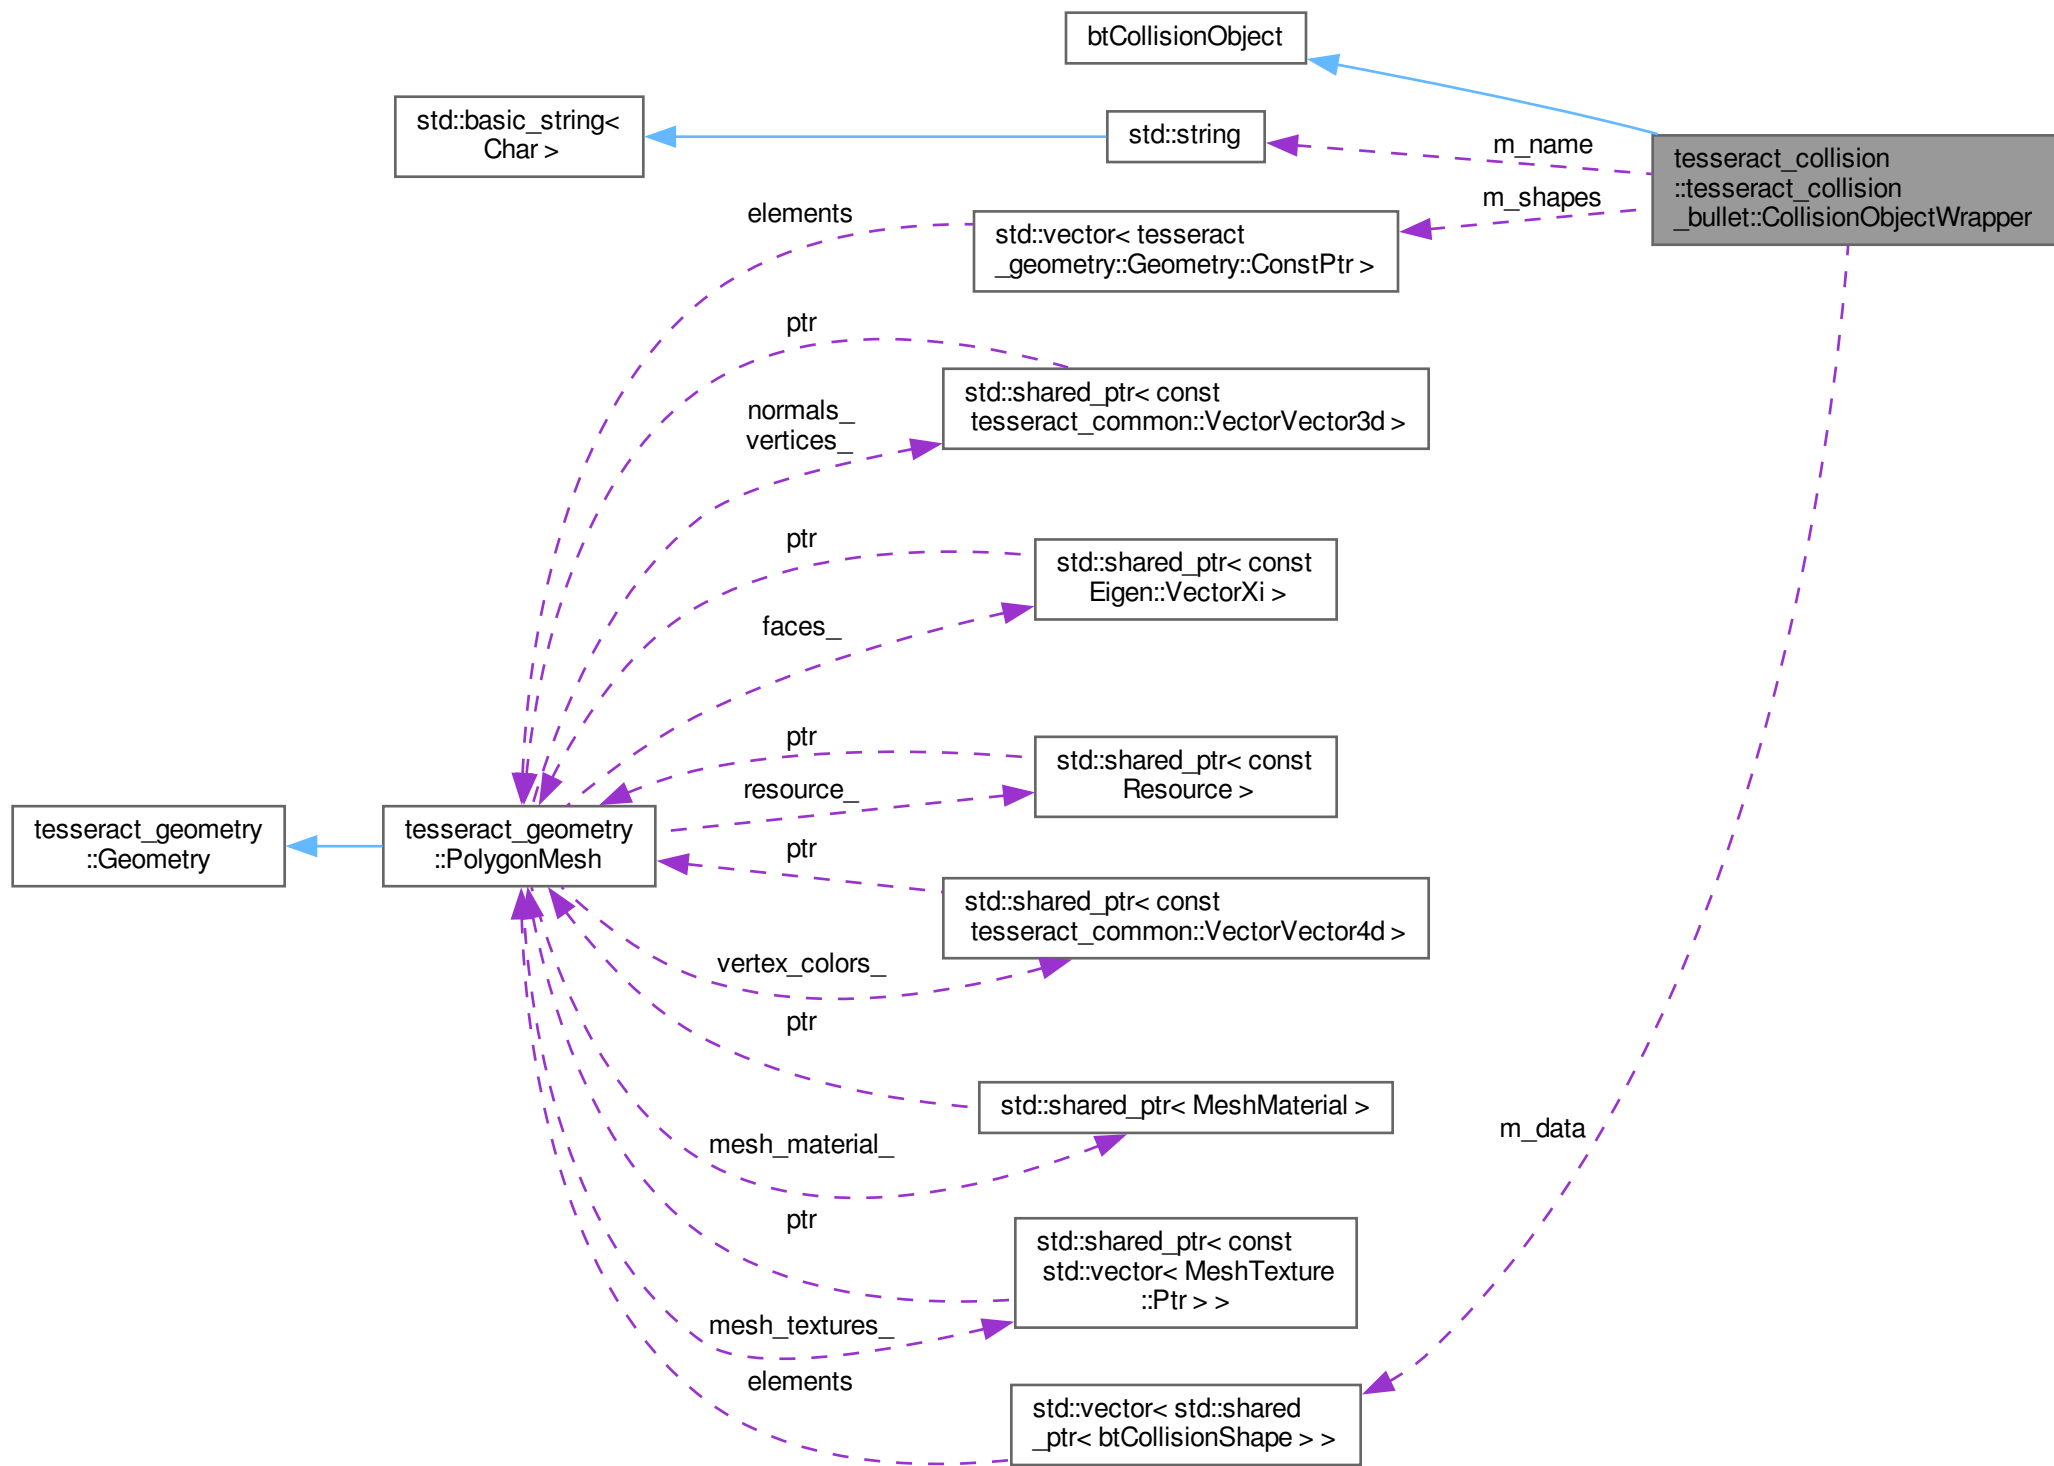 btCollisionObject
std::basic_string<
Char >
std::string
m_name
tesseract_collision
::tesseract_collision
_bullet::CollisionObjectWrapper
m_shapes
elements
std::vector< tesseract
_geometry::Geometry::ConstPtr >
ptr
std::shared_ptr< const
tesseract_common::VectorVector3d >
normals_
vertices_
ptr
std::shared_ptr< const
Eigen::VectorXi >
faces_
ptr
std::shared_ptr< const
Resource >
resource_
tesseract_geometry
::Geometry
tesseract_geometry
::PolygonMesh
ptr
std::shared_ptr< const
tesseract_common::VectorVector4d >
vertex_colors_
ptr
std::shared_ptr< MeshMaterial >
m_data
mesh_material_
ptr
std::shared_ptr< const
std::vector< MeshTexture
::Ptr > >
mesh_textures_
elements
std::vector< std::shared
_ptr< btCollisionShape > >